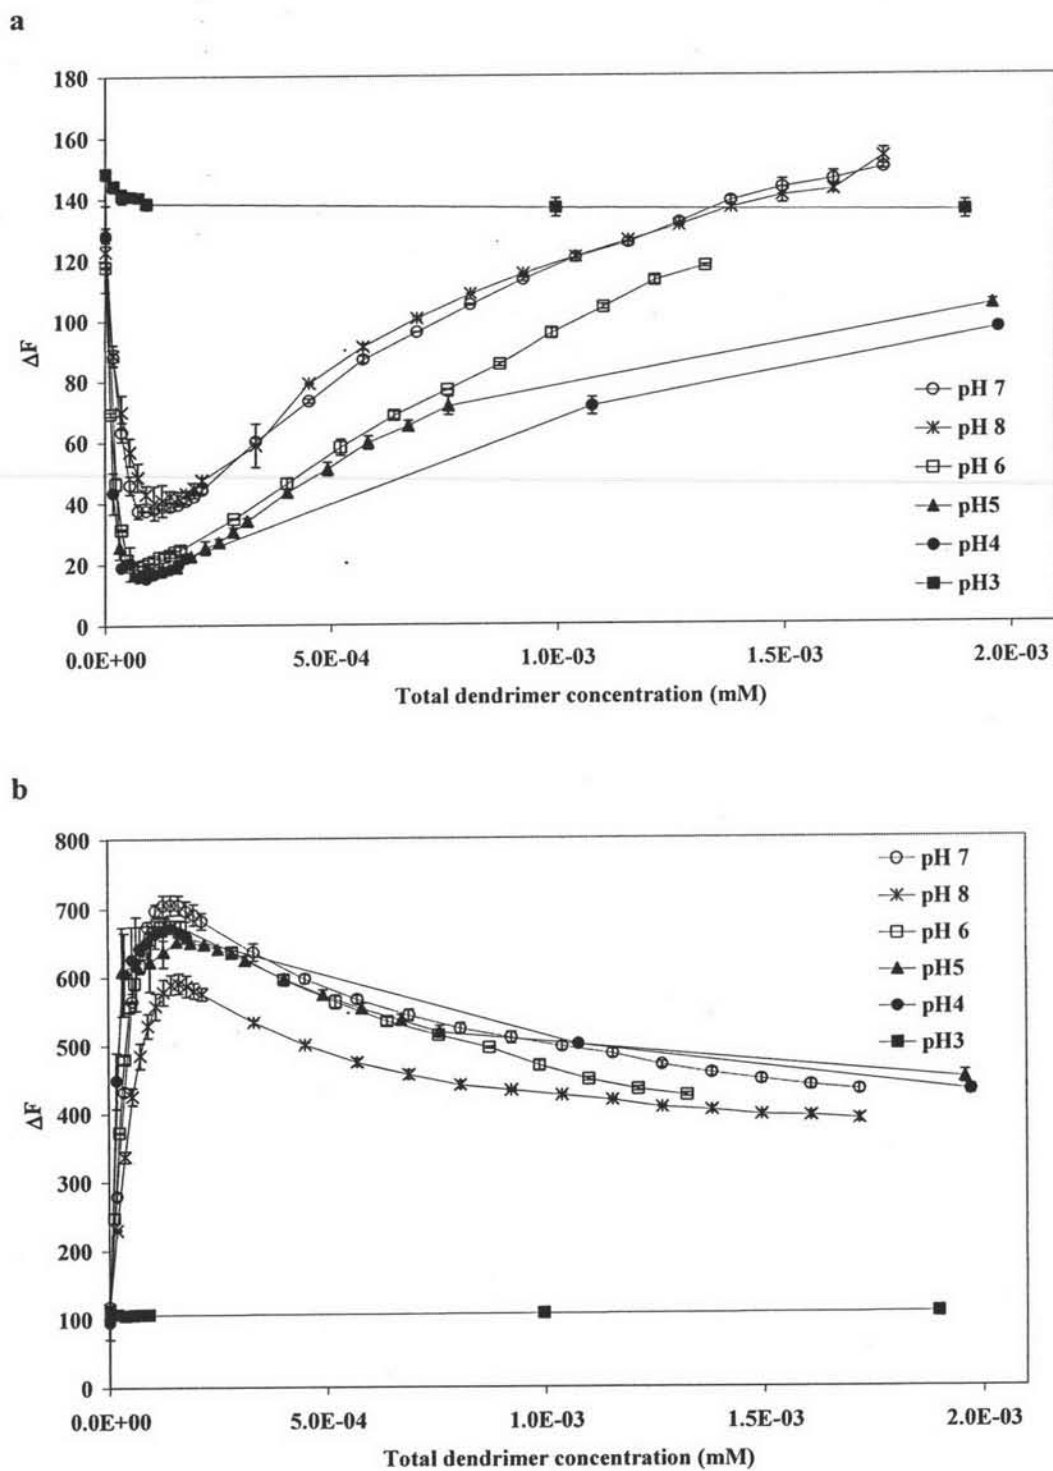 a
180
160
140
120
100
80
60
40
20
0
ΔF
pH 7
pH 8
pH 6
pH5
pH4
pH3
0.0E+00 5.0E-04 1.0E-03 1.5E-03 2.0E-03
Total dendrimer concentration (mM)
b
800
700
600
500
400
300
200
100
0
ΔF
pH 7
pH 8
pH 6
pH5
pH4
pH3
0.0E+00 5.0E-04 1.0E-03 1.5E-03 2.0E-03
Total dendrimer concentration (mM)